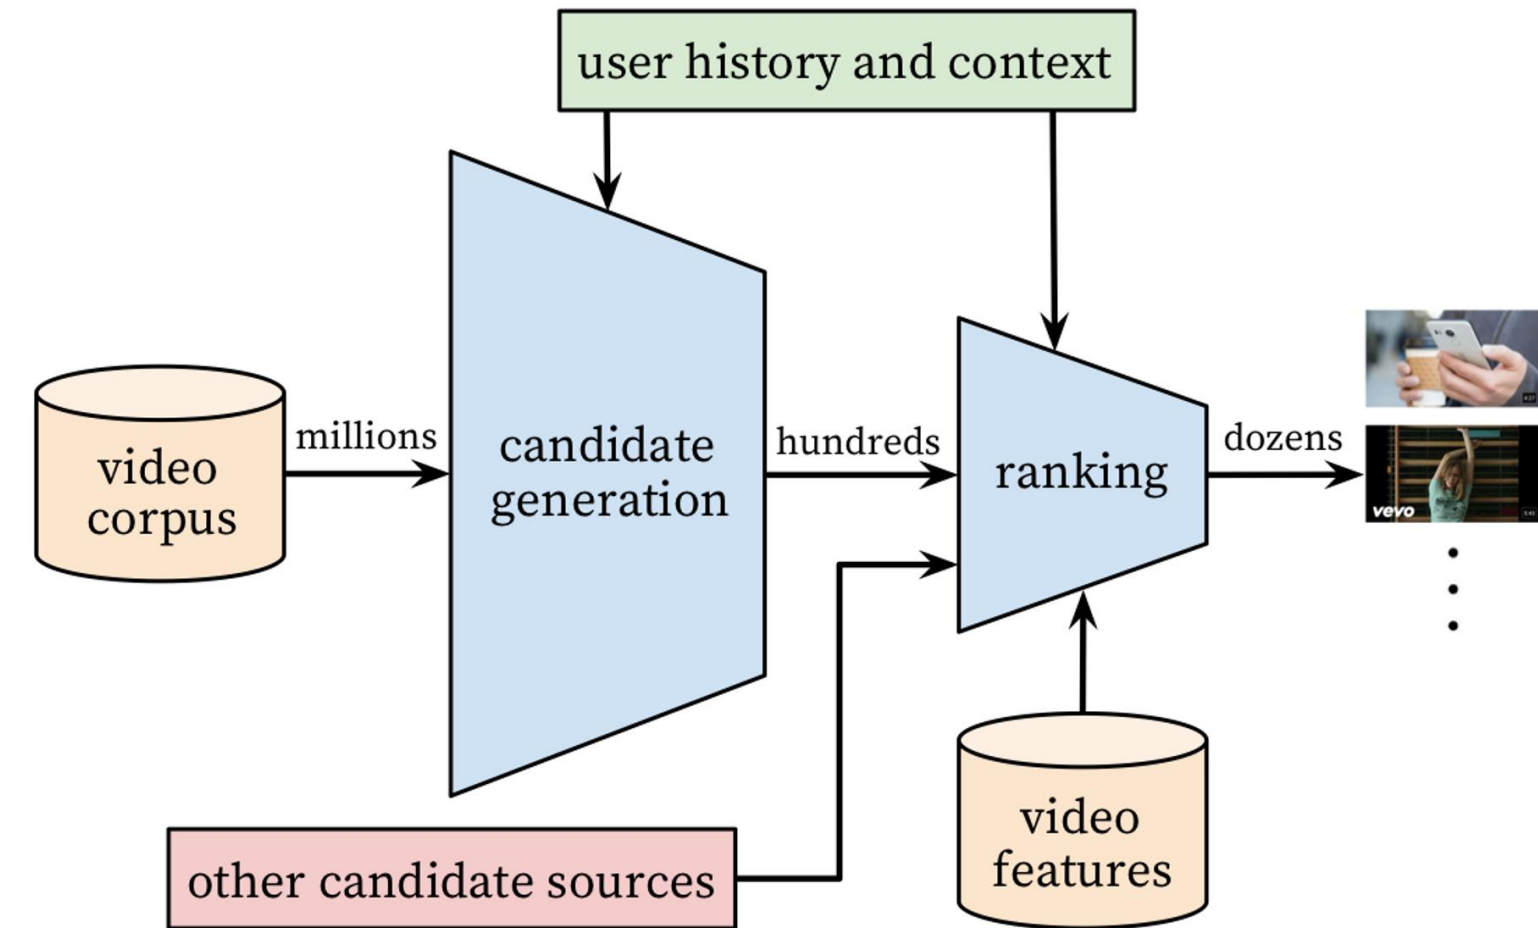 user history and context
video
corpus
millions
candidate
generation
hundreds
ranking
dozens
vevo
other candidate sources
video
features